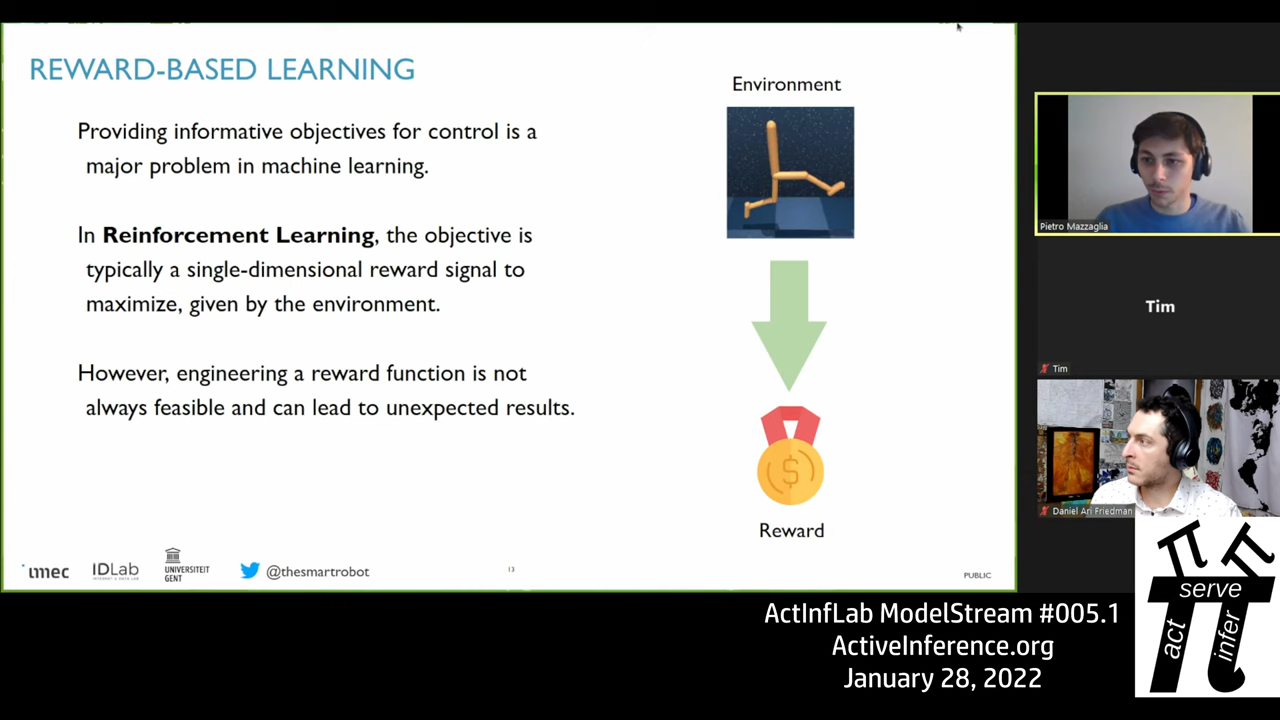 REWARD-BASED LEARNING
Providing informative objectives for control is a
major problem in machine learning.
In Reinforcement Learning, the objective is
typically a single-dimensional reward signal to
maximize, given by the environment.
However, engineering a reward function is not
always feasible and can lead to unexpected results.
Environment
$
Reward
imec
IDLab
INTERNET & DATA LAB
UNIVERSITEIT
GENT
@thesmartrobot
13
PUBLIC
Pietro Mazzaglia
Tim
Tim
Daniel Ari Friedman
ActInfLab ModelStream #005.1
ActiveInference.org
January 28, 2022
act
serve
infer